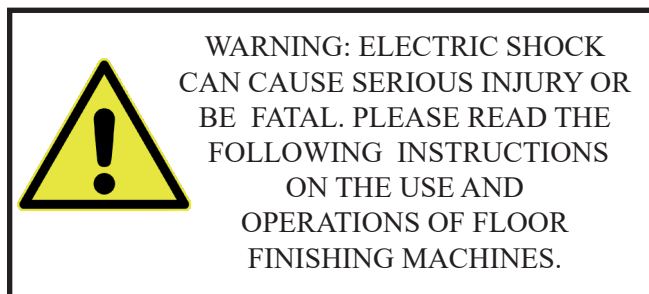 WARNING: ELECTRIC SHOCK
CAN CAUSE SERIOUS INJURY OR
BE FATAL. PLEASE READ THE
FOLLOWING INSTRUCTIONS
ON THE USE AND
OPERATIONS OF FLOOR
FINISHING MACHINES.